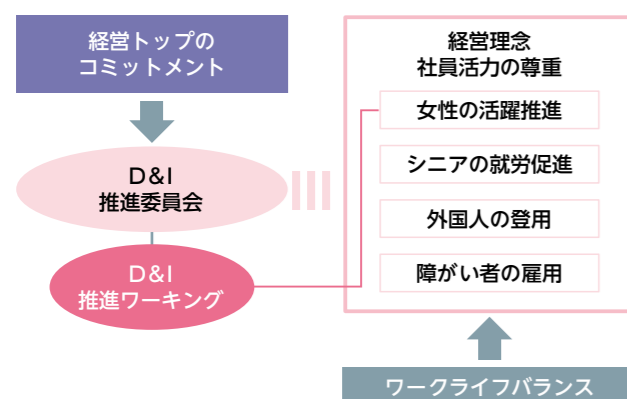 経営トップの
コミットメント
D&I
推進委員会
D&I
推進ワーキング
経営理念
社員活力の尊重
女性の活躍推進
シニアの就労促進
外国人の登用
障がい者の雇用
ワークライフバランス